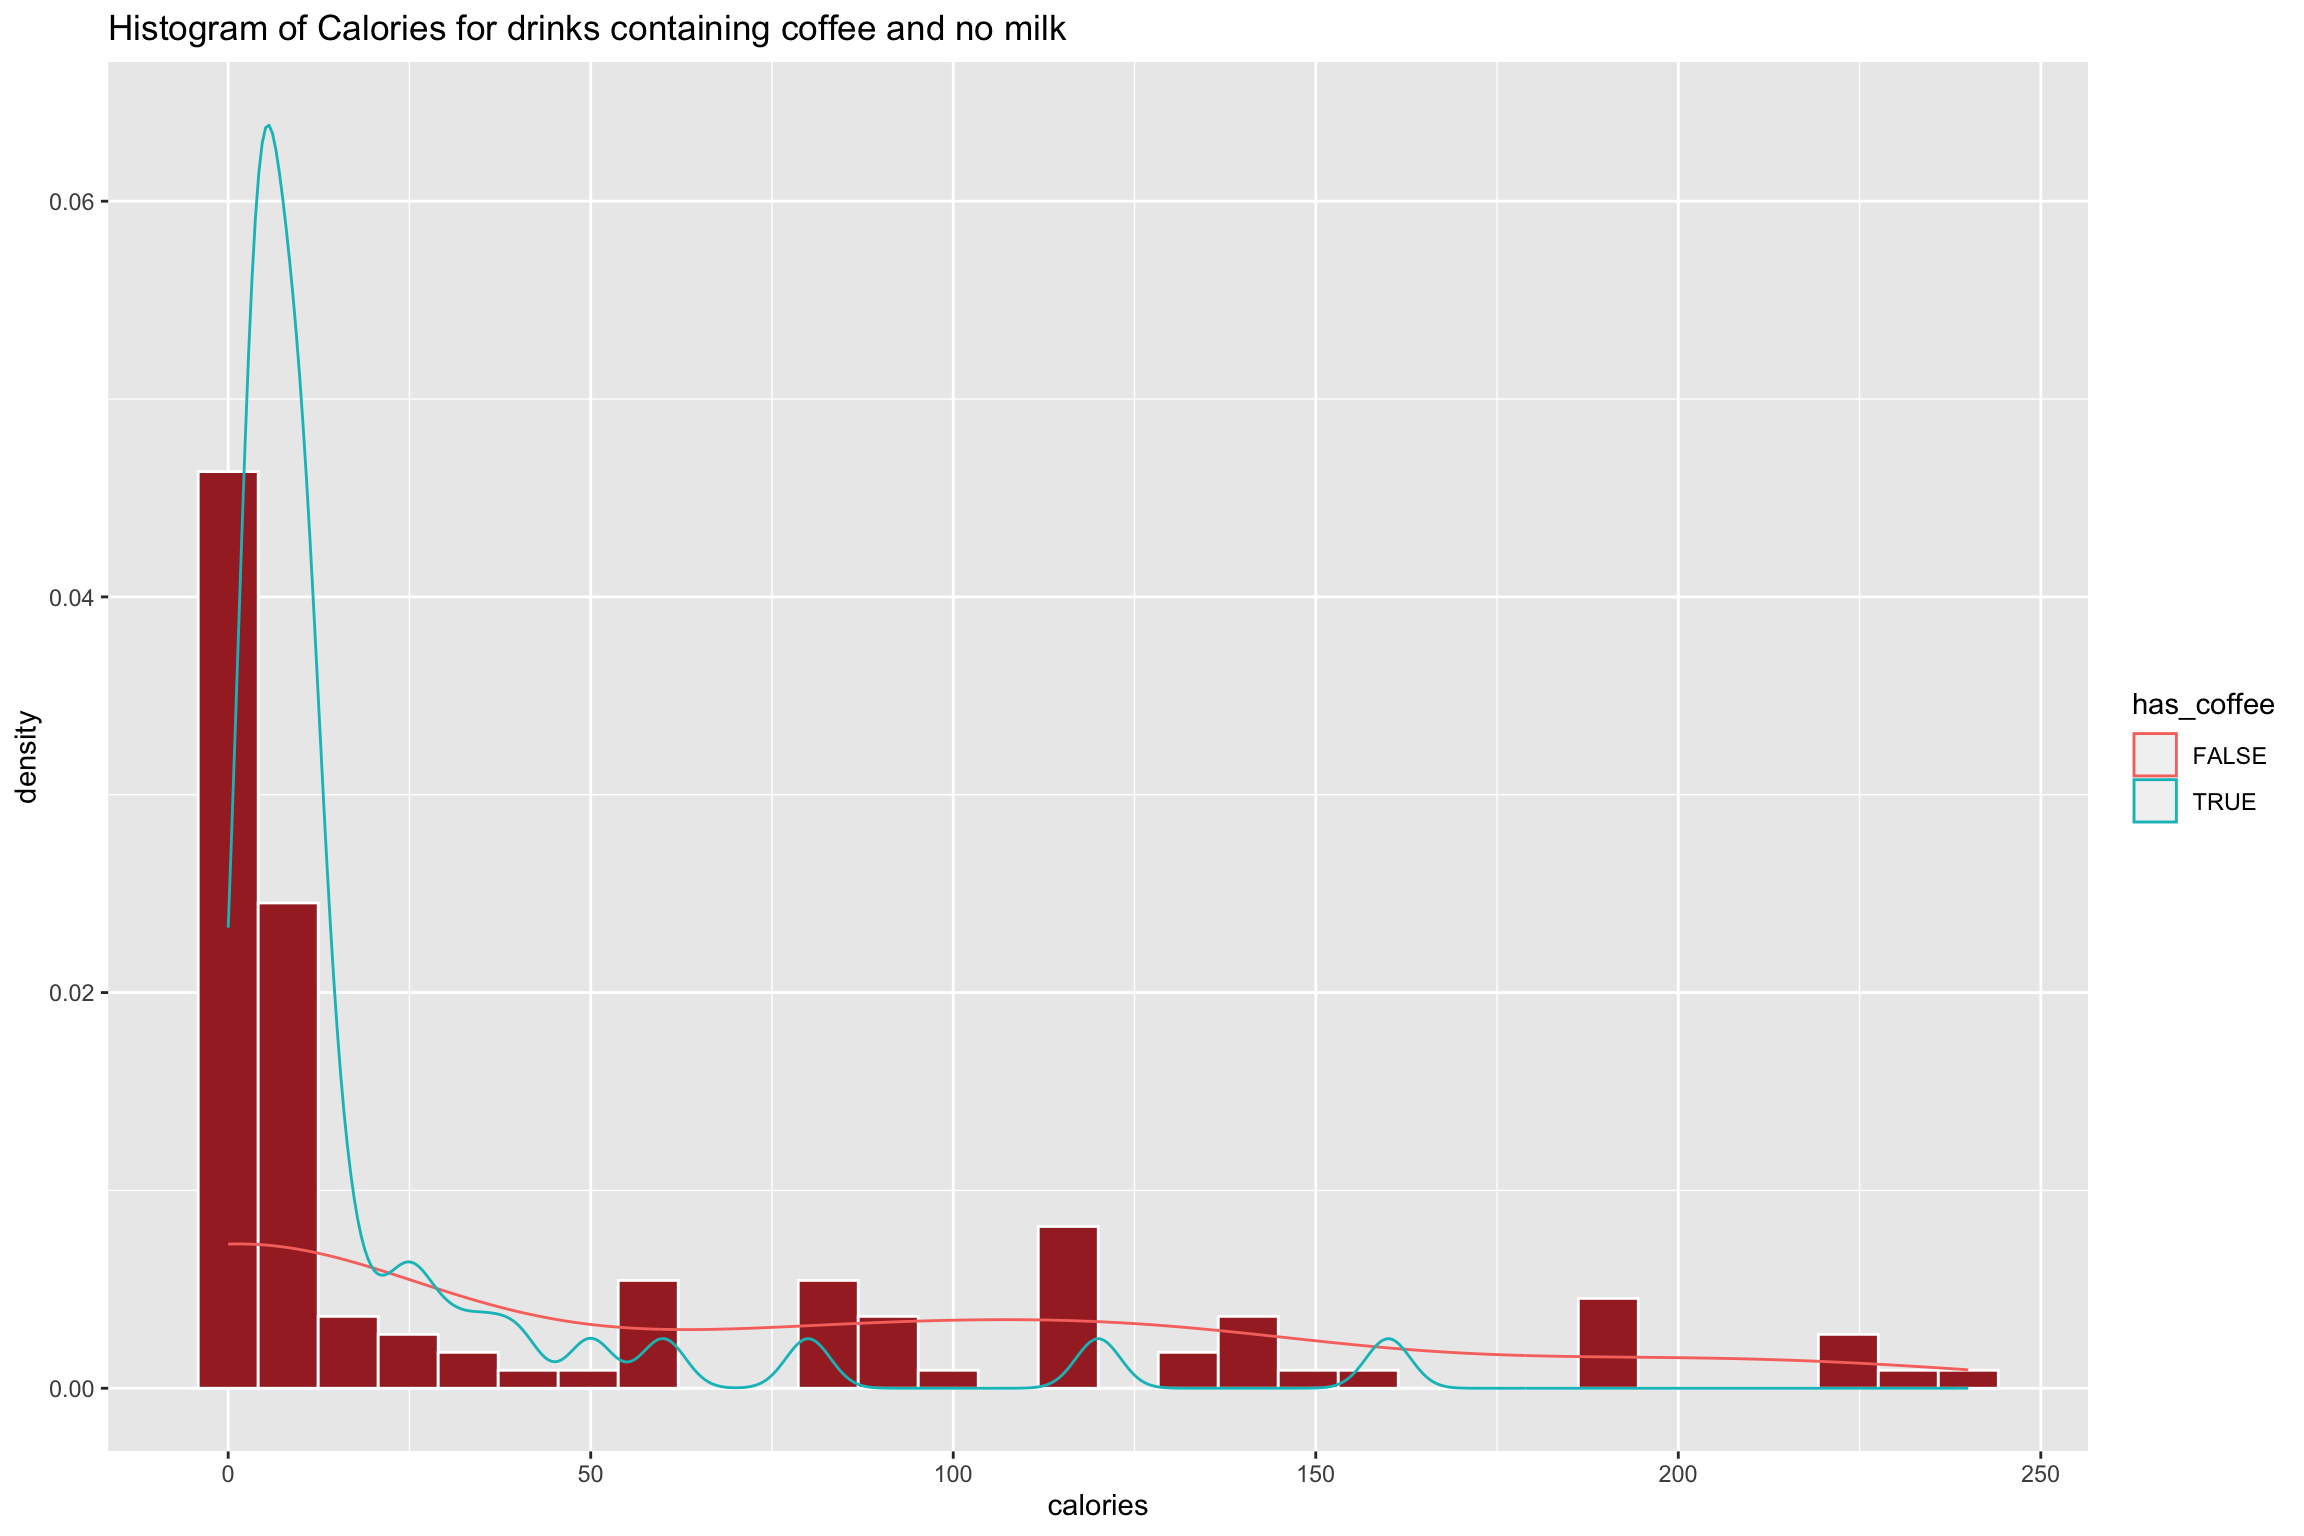 Histogram of Calories for drinks containing coffee and no milk
0.06
0.04
0.02
0.00
density
0 50 100 150 200 250
calories
has_coffee
FALSE
TRUE